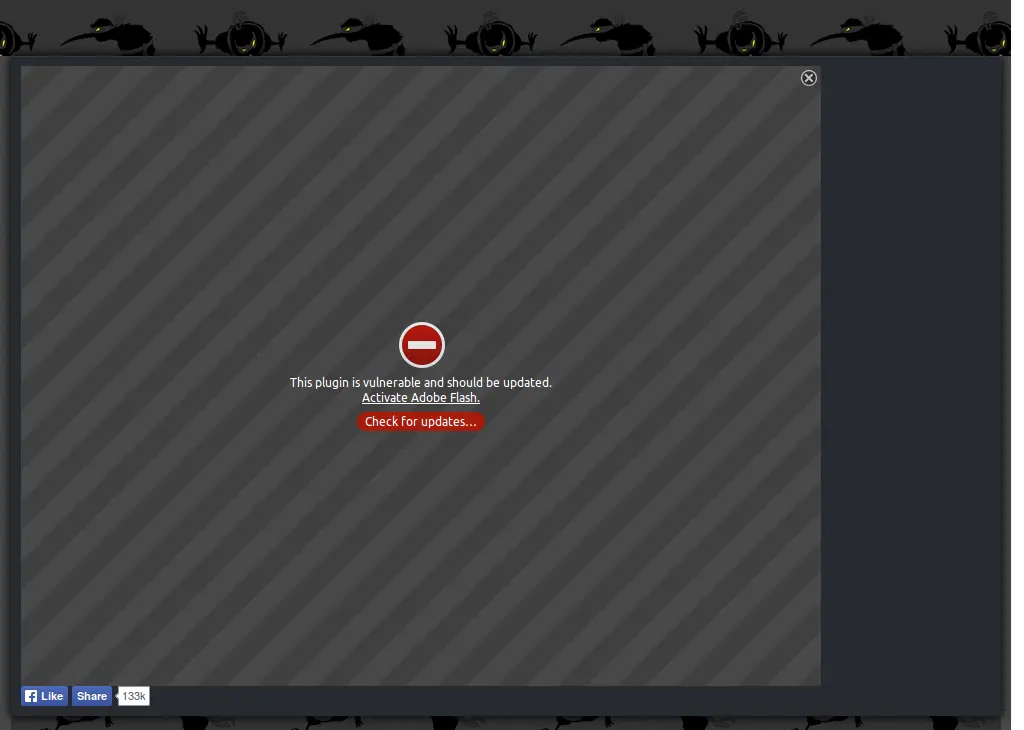 This plugin is vulnerable and should be updated.
Activate Adobe Flash.
Check for updates...
Like Share 133k